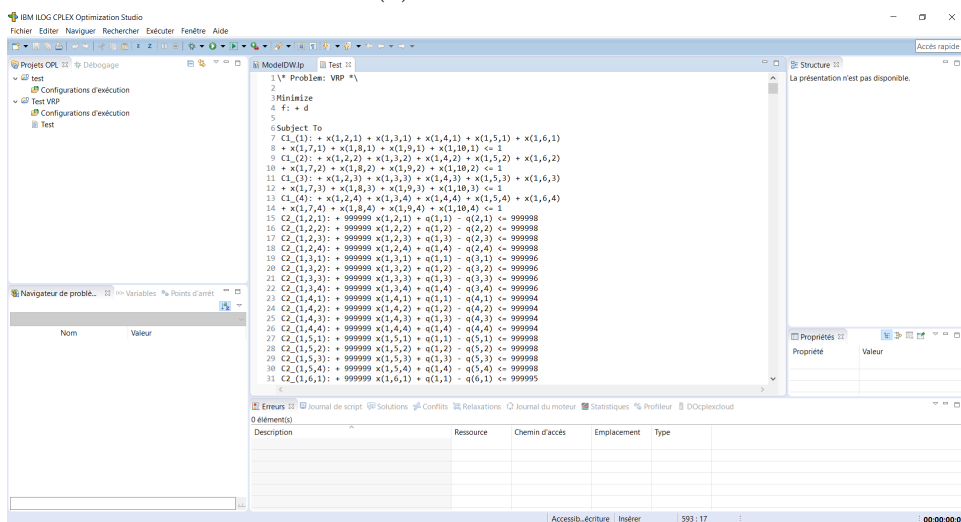 IBM ILOG CPLEX Optimization Studio
Fichier Editer Naviguer Rechercher Exécuter Fenêtre Aide
Accès rapide
Projets OPL Débogage
test
Configurations d'exécution
Test VRP
Configurations d'exécution
Test
ModelDW.lp Test
1 \* Problem: VRP *\
2
3 Minimize
4 f: + d
5
6 Subject To
7 C1_(1): + x(1,2,1) + x(1,3,1) + x(1,4,1) + x(1,5,1) + x(1,6,1)
8 + x(1,7,1) + x(1,8,1) + x(1,9,1) + x(1,10,1) <= 1
9 C1_(2): + x(1,2,2) + x(1,3,2) + x(1,4,2) + x(1,5,2) + x(1,6,2)
10 + x(1,7,2) + x(1,8,2) + x(1,9,2) + x(1,10,2) <= 1
11 C1_(3): + x(1,2,3) + x(1,3,3) + x(1,4,3) + x(1,5,3) + x(1,6,3)
12 + x(1,7,3) + x(1,8,3) + x(1,9,3) + x(1,10,3) <= 1
13 C1_(4): + x(1,2,4) + x(1,3,4) + x(1,4,4) + x(1,5,4) + x(1,6,4)
14 + x(1,7,4) + x(1,8,4) + x(1,9,4) + x(1,10,4) <= 1
15 C2_(1,2,1): + 999999 x(1,2,1) + q(1,1) - q(2,1) <= 999998
16 C2_(1,2,2): + 999999 x(1,2,2) + q(1,2) - q(2,2) <= 999998
17 C2_(1,2,3): + 999999 x(1,2,3) + q(1,3) - q(2,3) <= 999998
18 C2_(1,2,4): + 999999 x(1,2,4) + q(1,4) - q(2,4) <= 999998
19 C2_(1,3,1): + 999999 x(1,3,1) + q(1,1) - q(3,1) <= 999996
20 C2_(1,3,2): + 999999 x(1,3,2) + q(1,2) - q(3,2) <= 999996
21 C2_(1,3,3): + 999999 x(1,3,3) + q(1,3) - q(3,3) <= 999996
22 C2_(1,3,4): + 999999 x(1,3,4) + q(1,4) - q(3,4) <= 999996
23 C2_(1,4,1): + 999999 x(1,4,1) + q(1,1) - q(4,1) <= 999994
24 C2_(1,4,2): + 999999 x(1,4,2) + q(1,2) - q(4,2) <= 999994
25 C2_(1,4,3): + 999999 x(1,4,3) + q(1,3) - q(4,3) <= 999994
26 C2_(1,4,4): + 999999 x(1,4,4) + q(1,4) - q(4,4) <= 999994
27 C2_(1,5,1): + 999999 x(1,5,1) + q(1,1) - q(5,1) <= 999998
28 C2_(1,5,2): + 999999 x(1,5,2) + q(1,2) - q(5,2) <= 999998
29 C2_(1,5,3): + 999999 x(1,5,3) + q(1,3) - q(5,3) <= 999998
30 C2_(1,5,4): + 999999 x(1,5,4) + q(1,4) - q(5,4) <= 999998
31 C2_(1,6,1): + 999999 x(1,6,1) + q(1,1) - q(6,1) <= 999995
Structure
La présentation n'est pas disponible.
Navigateur de problè... Variables Points d'arrêt
Nom Valeur
Propriétés
Propriété Valeur
Erreurs Journal de script Solutions Conflits Relaxations Journal du moteur Statistiques Profileur DOcplexcloud
0 élément(s)
Description Ressource Chemin d'accès Emplacement Type
Accessib...écriture Insérer 593 : 17 00:00:00:0